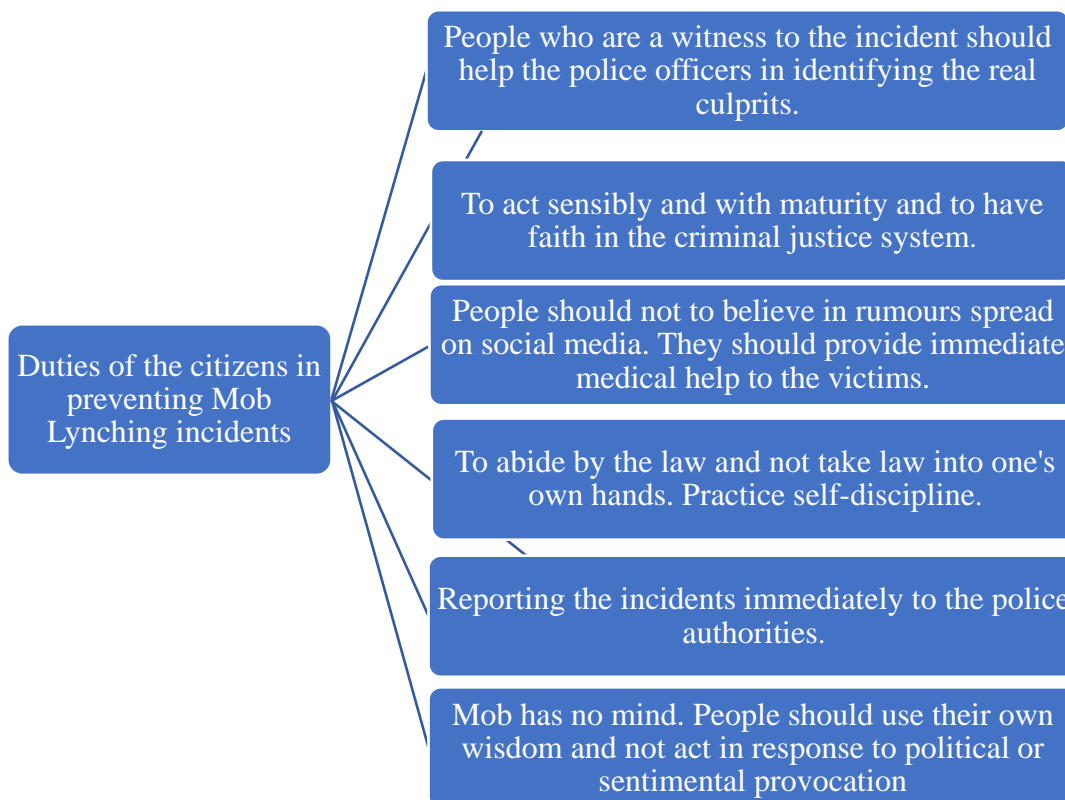 People who are a witness to the incident should
help the police officers in identifying the real
culprits.
To act sensibly and with maturity and to have
faith in the criminal justice system.
People should not to believe in rumours spread
on social media. They should provide immediate
medical help to the victims.
Duties of the citizens in
preventing Mob
Lynching incidents
To abide by the law and not take law into one's
own hands. Practice self-discipline.
Reporting the incidents immediately to the police
authorities.
Mob has no mind. People should use their own
wisdom and not act in response to political or
sentimental provocation